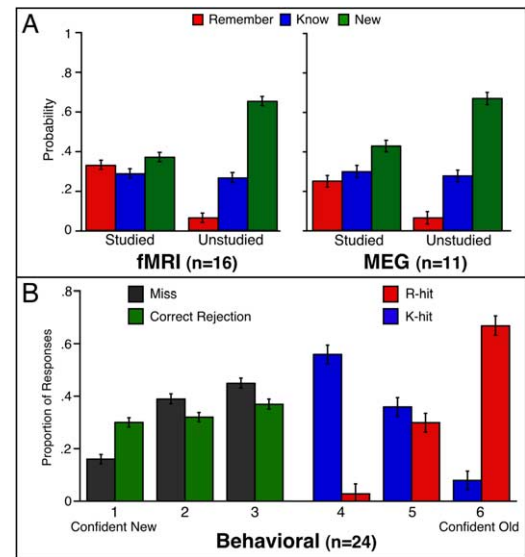 A
Remember Know New
1
.8
.6
.4
.2
0
Probability
Studied Unstudied Studied Unstudied
fMRI (n=16) MEG (n=11)
B
Miss R-hit
Correct Rejection K-hit
.8
.6
.4
.2
0
Proportion of Responses
1 2 3 4 5 6
Confident New Confident Old
Behavioral (n=24)